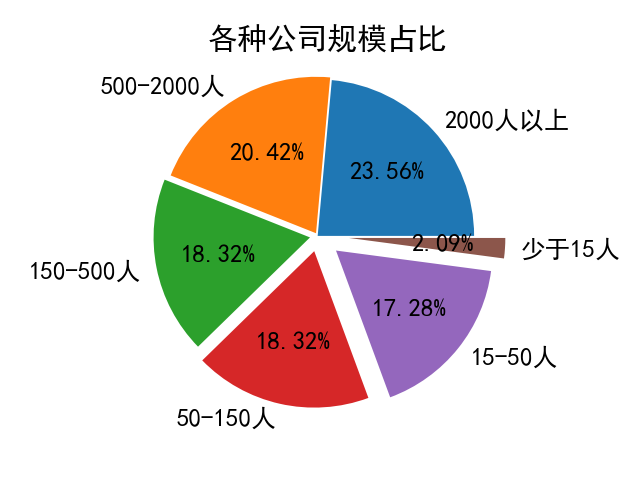 各种公司规模占比
500-2000人
2000人以上
20.42%
23.56%
150-500人
18.32%
2.09%
少于15人
18.32%
17.28%
50-150人
15-50人